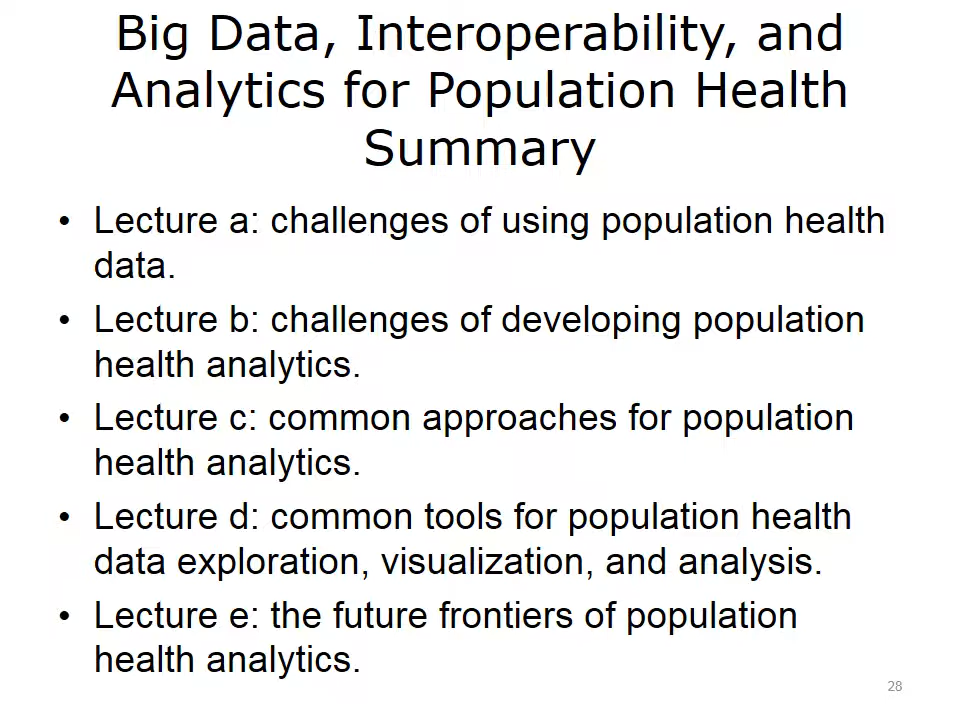 Big Data, Interoperability, and
Analytics for Population Health
Summary
• Lecture a: challenges of using population health
data.
• Lecture b: challenges of developing population
health analytics.
• Lecture c: common approaches for population
health analytics.
• Lecture d: common tools for population health
data exploration, visualization, and analysis.
• Lecture e: the future frontiers of population
health analytics.
28